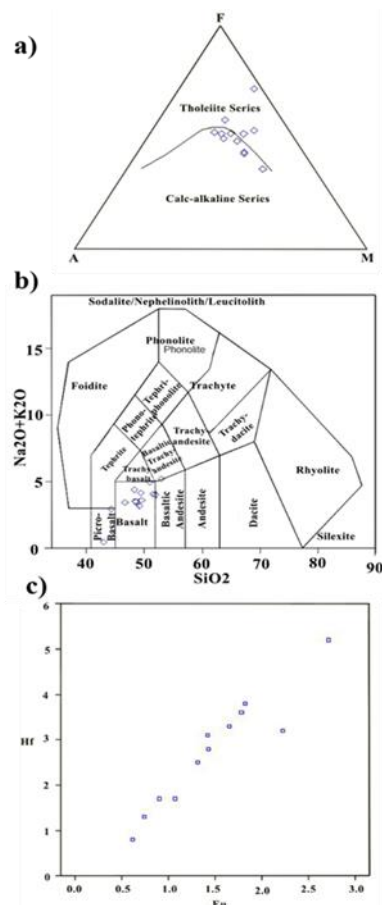 a)
F
Tholeiite Series
Calc-alkaline Series
A
M
b)
Sodalite/Nephelinolith/Leucitolith
Phonolite
Phonolite
Foidite
Tephri-
phonolite
Trachyte
Phono-
tephrite
Trachy-
andesite
Trachy-
dacite
Tephrite
Basaltic
Trachy-
andesite
Trachy-
basalt
Rhyolite
Picro-
Basalt
Basalt
Basaltic
Andesite
Andesite
Dacite
Silexite
Na2O+K2O
15
10
5
0
40 50 60 70 80 90
SiO2
c)
6
5
4
Hf
3
2
1
0
0.0 0.5 1.0 1.5 2.0 2.5 3.0
Eu